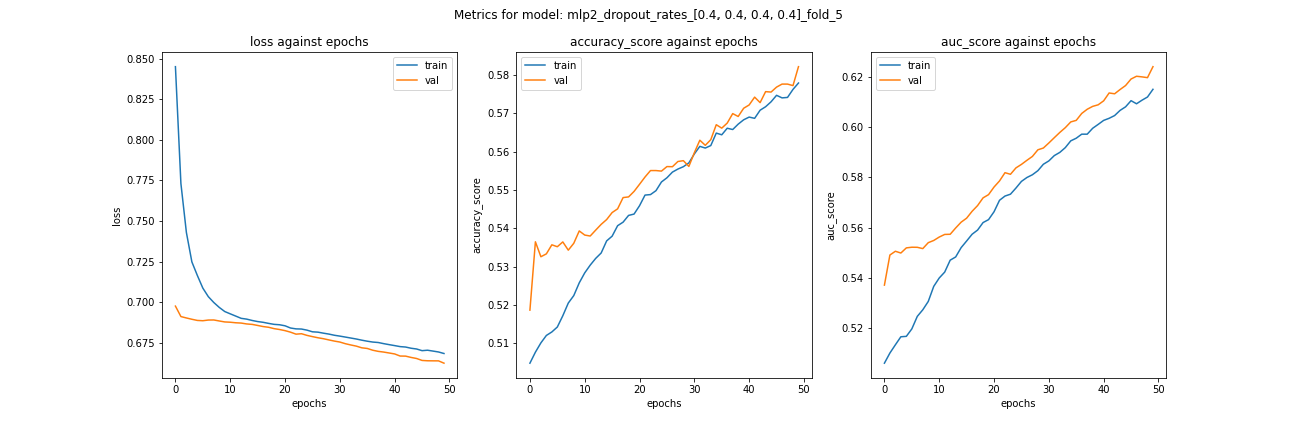 Metrics for model: mlp2_dropout_rates_[0.4, 0.4, 0.4, 0.4]_fold_5
loss against epochs
train
val
0.850
0.825
0.800
0.775
0.750
0.725
0.700
0.675
loss
0 10 20 30 40 50
epochs
accuracy_score against epochs
train
val
0.58
0.57
0.56
0.55
0.54
0.53
0.52
0.51
accuracy_score
0 10 20 30 40 50
epochs
auc_score against epochs
train
val
0.62
0.60
0.58
0.56
0.54
0.52
auc_score
0 10 20 30 40 50
epochs